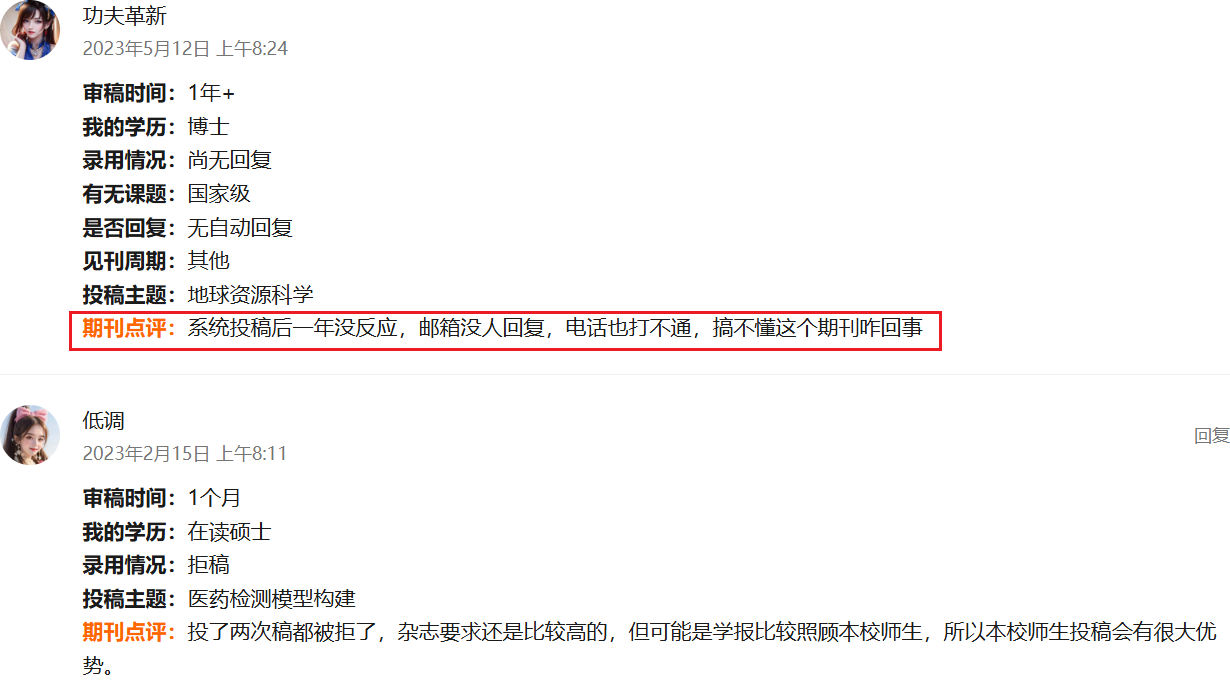 功夫革新
2023年5月12日 上午8:24
审稿时间：1年+
我的学历：博士
录用情况：尚无回复
有无课题：国家级
是否回复：无自动回复
见刊周期：其他
投稿主题：地球资源科学
期刊点评：系统投稿后一年没反应，邮箱没人回复，电话也打不通，搞不懂这个期刊咋回事
低调
回复
2023年2月15日 上午8:11
审稿时间：1个月
我的学历：在读硕士
录用情况：拒稿
投稿主题：医药检测模型构建
期刊点评：投了两次稿都被拒了，杂志要求还是比较高的，但可能是学报比较照顾本校师生，所以本校师生投稿会有很大优
势。